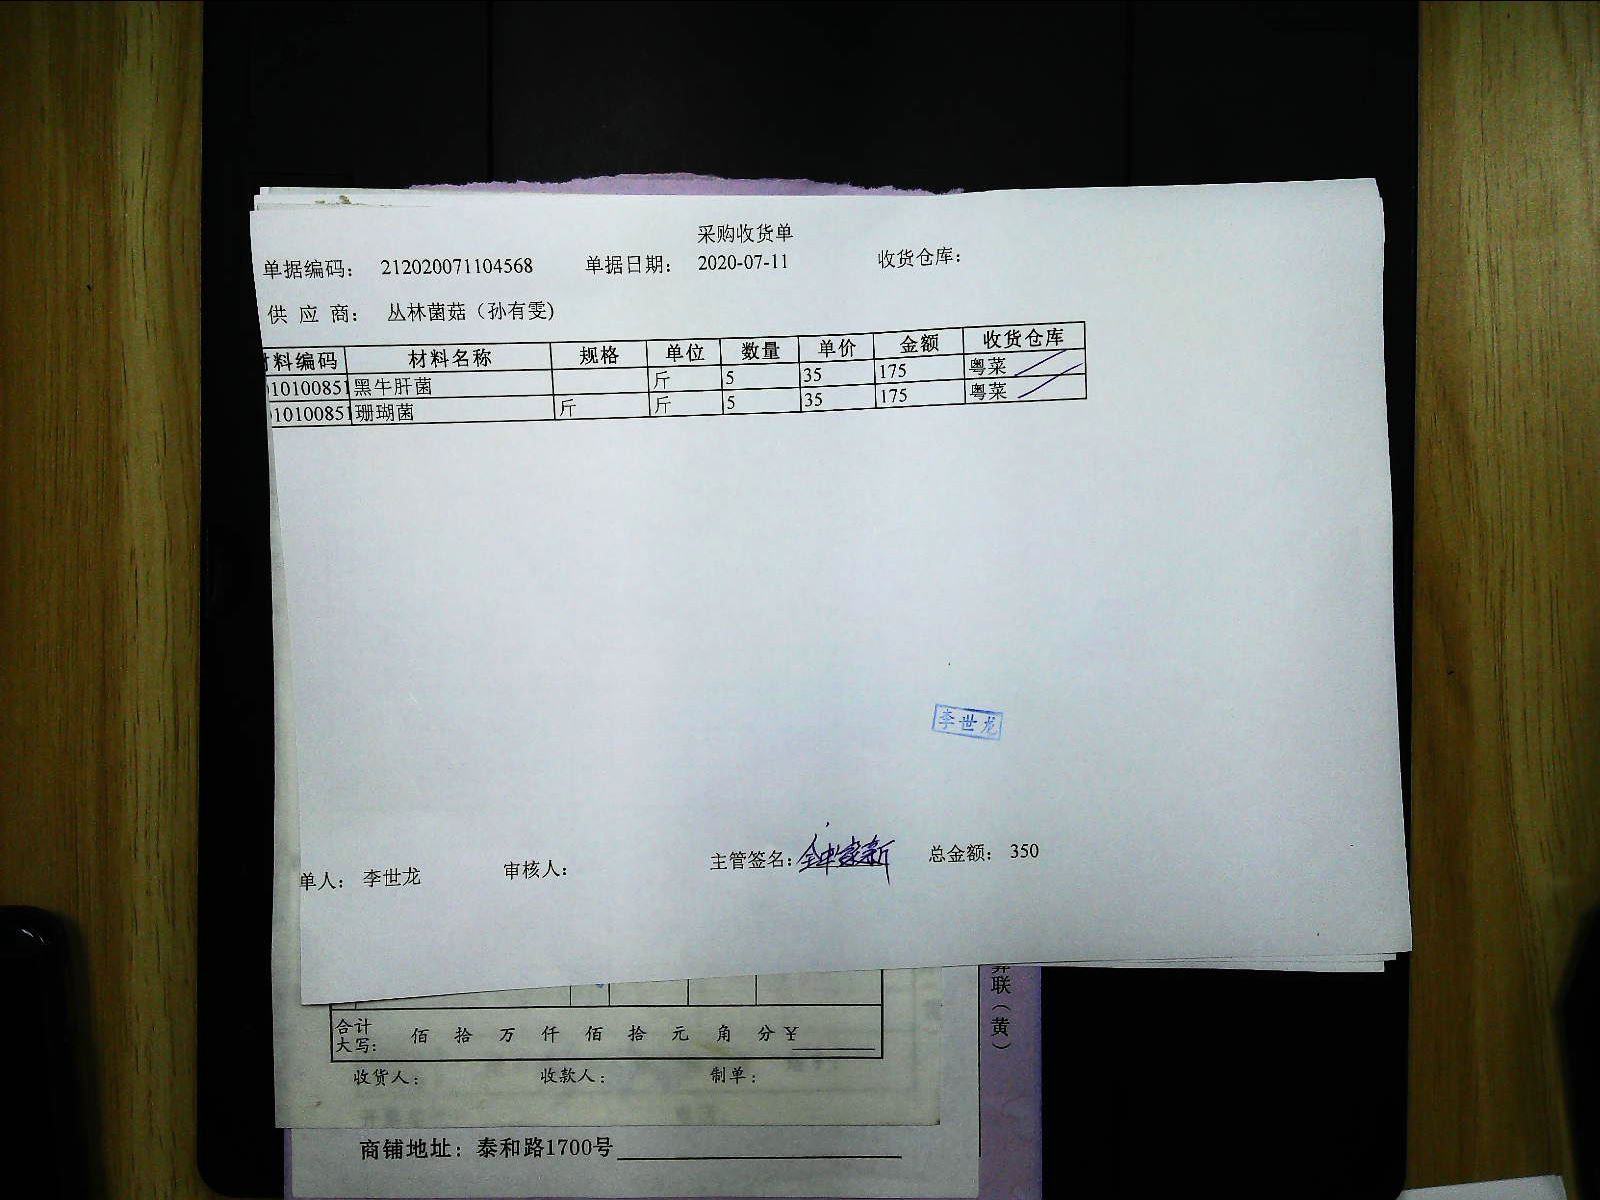 采购收货单
单据编码: 212020071104568 单据日期: 2020-07-11 收货仓库:
供应商: 丛林菌菇(孙有雯)
材料编码 材料名称 规格 单位 数量 单价 金额 收货仓库
010100851 黑牛肝菌 斤 5 35 175 粤菜
010100851 珊瑚菌 斤 斤 5 35 175 粤菜
李世龙
单人: 李世龙 审核人: 主管签名: 钟家新 总金额: 350
联(黄)
合计
大写: 佰 拾 万 仟 佰 拾 元 角 分 ¥
收货人: 收款人: 制单:
商铺地址: 泰和路1700号